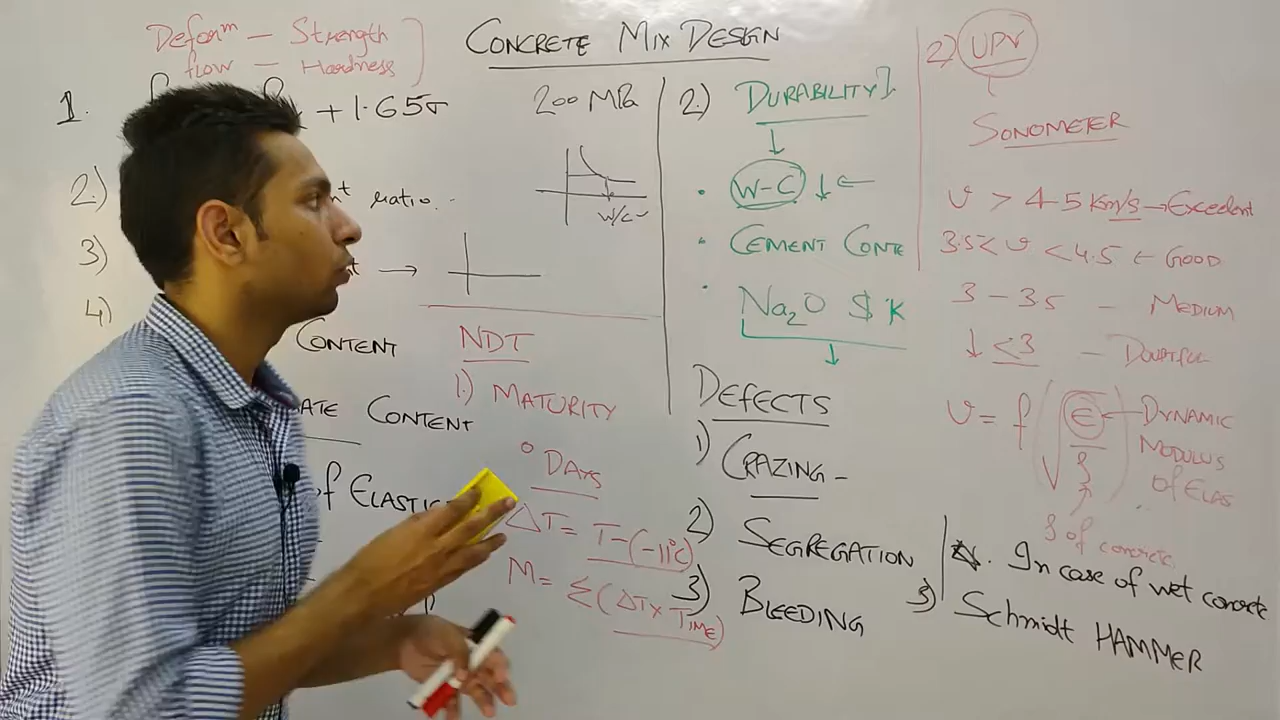 Deform — Strength
flow — Hardness
CONCRETE MIX DESIGN
1.
+ 1.65σ
200 MPa
2.)
ratio.
W/C
3)
4)
CONTENT
CONTENT
of ELASTIC
NDT
1.) MATURITY
° DAYS
ΔT = T-(-11°C)
M = Σ(ΔT x TIME)
2.) DURABILITY
W-C ↓ ←
CEMENT CONTE
Na₂O $ K
↓
DEFECTS
1) CRAZING -
2) SEGREGATION
3) BLEEDING
2) UPV
SONOMETER
v > 4.5 Km/s → Excellent
3.5 < v < 4.5 ← GOOD
3 - 3.5 - MEDIUM
↓ < 3 - DOUBTFUL
v = f(√ E ← DYNAMIC
MODULUS
of ELAS
ρ of concrete
In case of wet concrete
3) Schmidt HAMMER